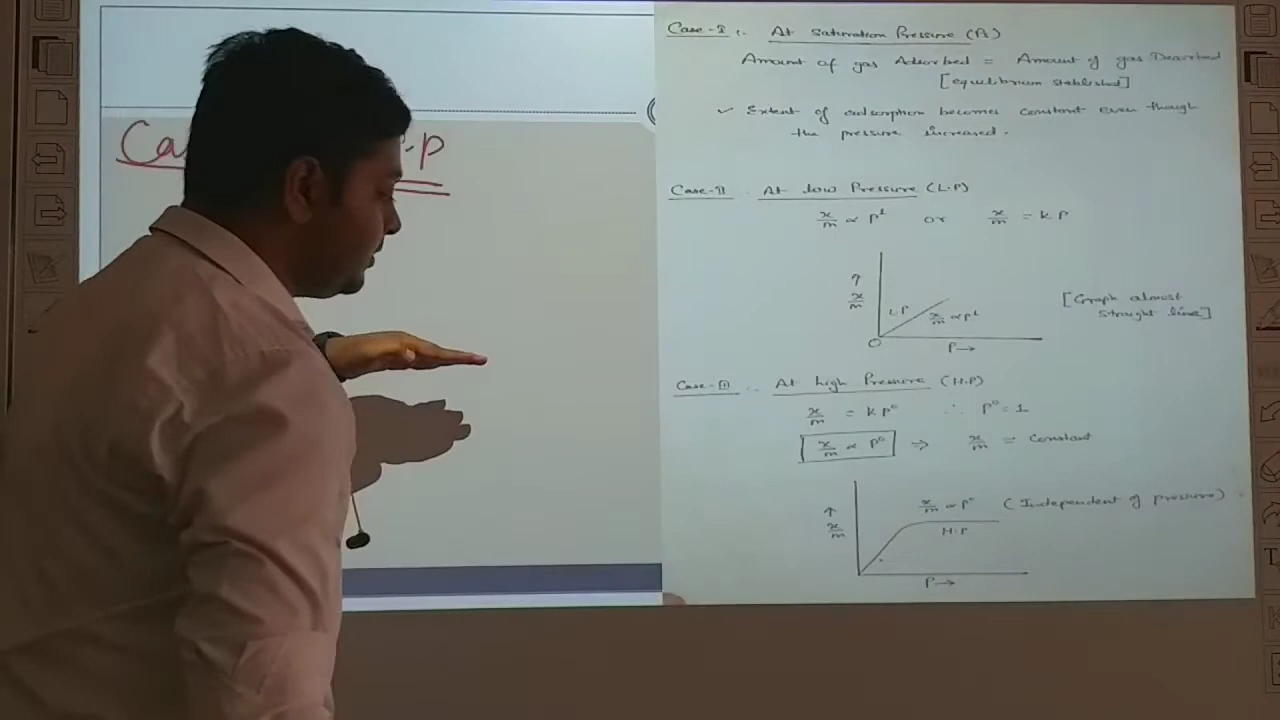 Ca .p
Case-I :- At Saturation Pressure (Ps)
Amount of gas Adsorbed = Amount of gas Desorbed
[equilibrium stablished]
✓ Extent of adsorption becomes constant even though
the pressure increased.
Case-II At low Pressure (L.P)
x/m ∝ P¹ or x/m = k P
↑ x/m
L.P
x/m ∝ P¹
O
P→
[Graph almost
straight line]
Case-III :- At high Pressure (H.P)
x/m = k P⁰ ∴ P⁰ = 1
x/m ∝ P⁰ ⇒ x/m = Constant
x/m ∝ P⁰ (Independent of pressure)
↑ x/m
H.P
P→